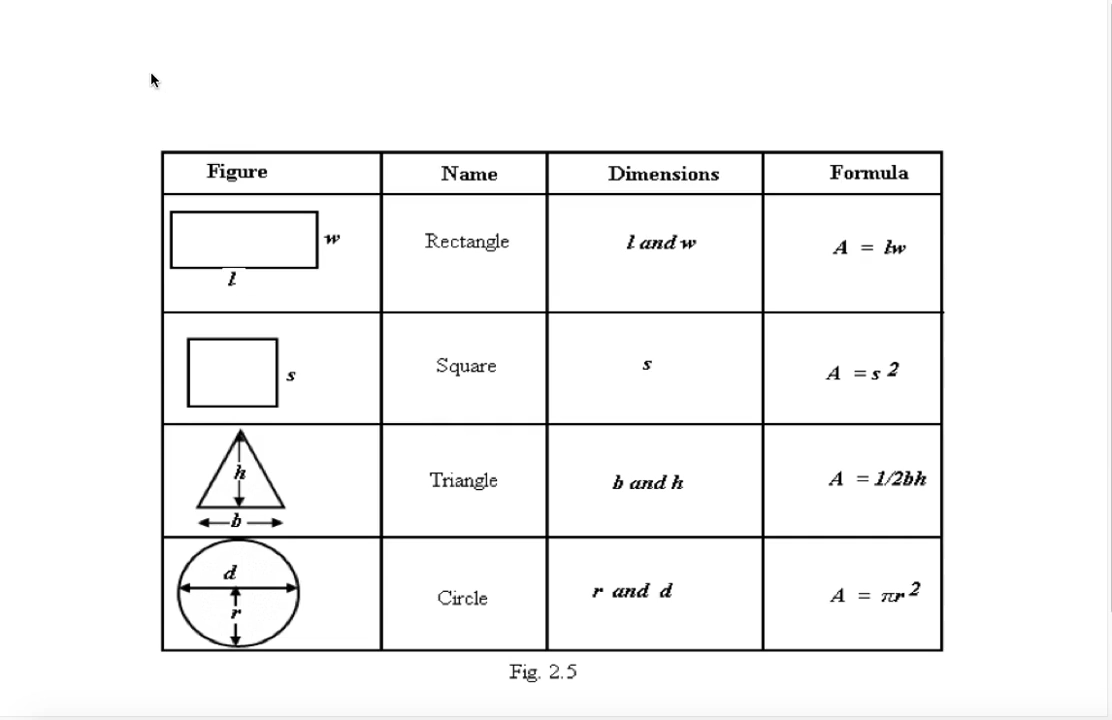 Figure Name Dimensions Formula
w Rectangle l and w A = lw
l
s Square s A = s 2
h Triangle b and h A = 1/2bh
b
d
r Circle r and d A = πr 2
Fig. 2.5